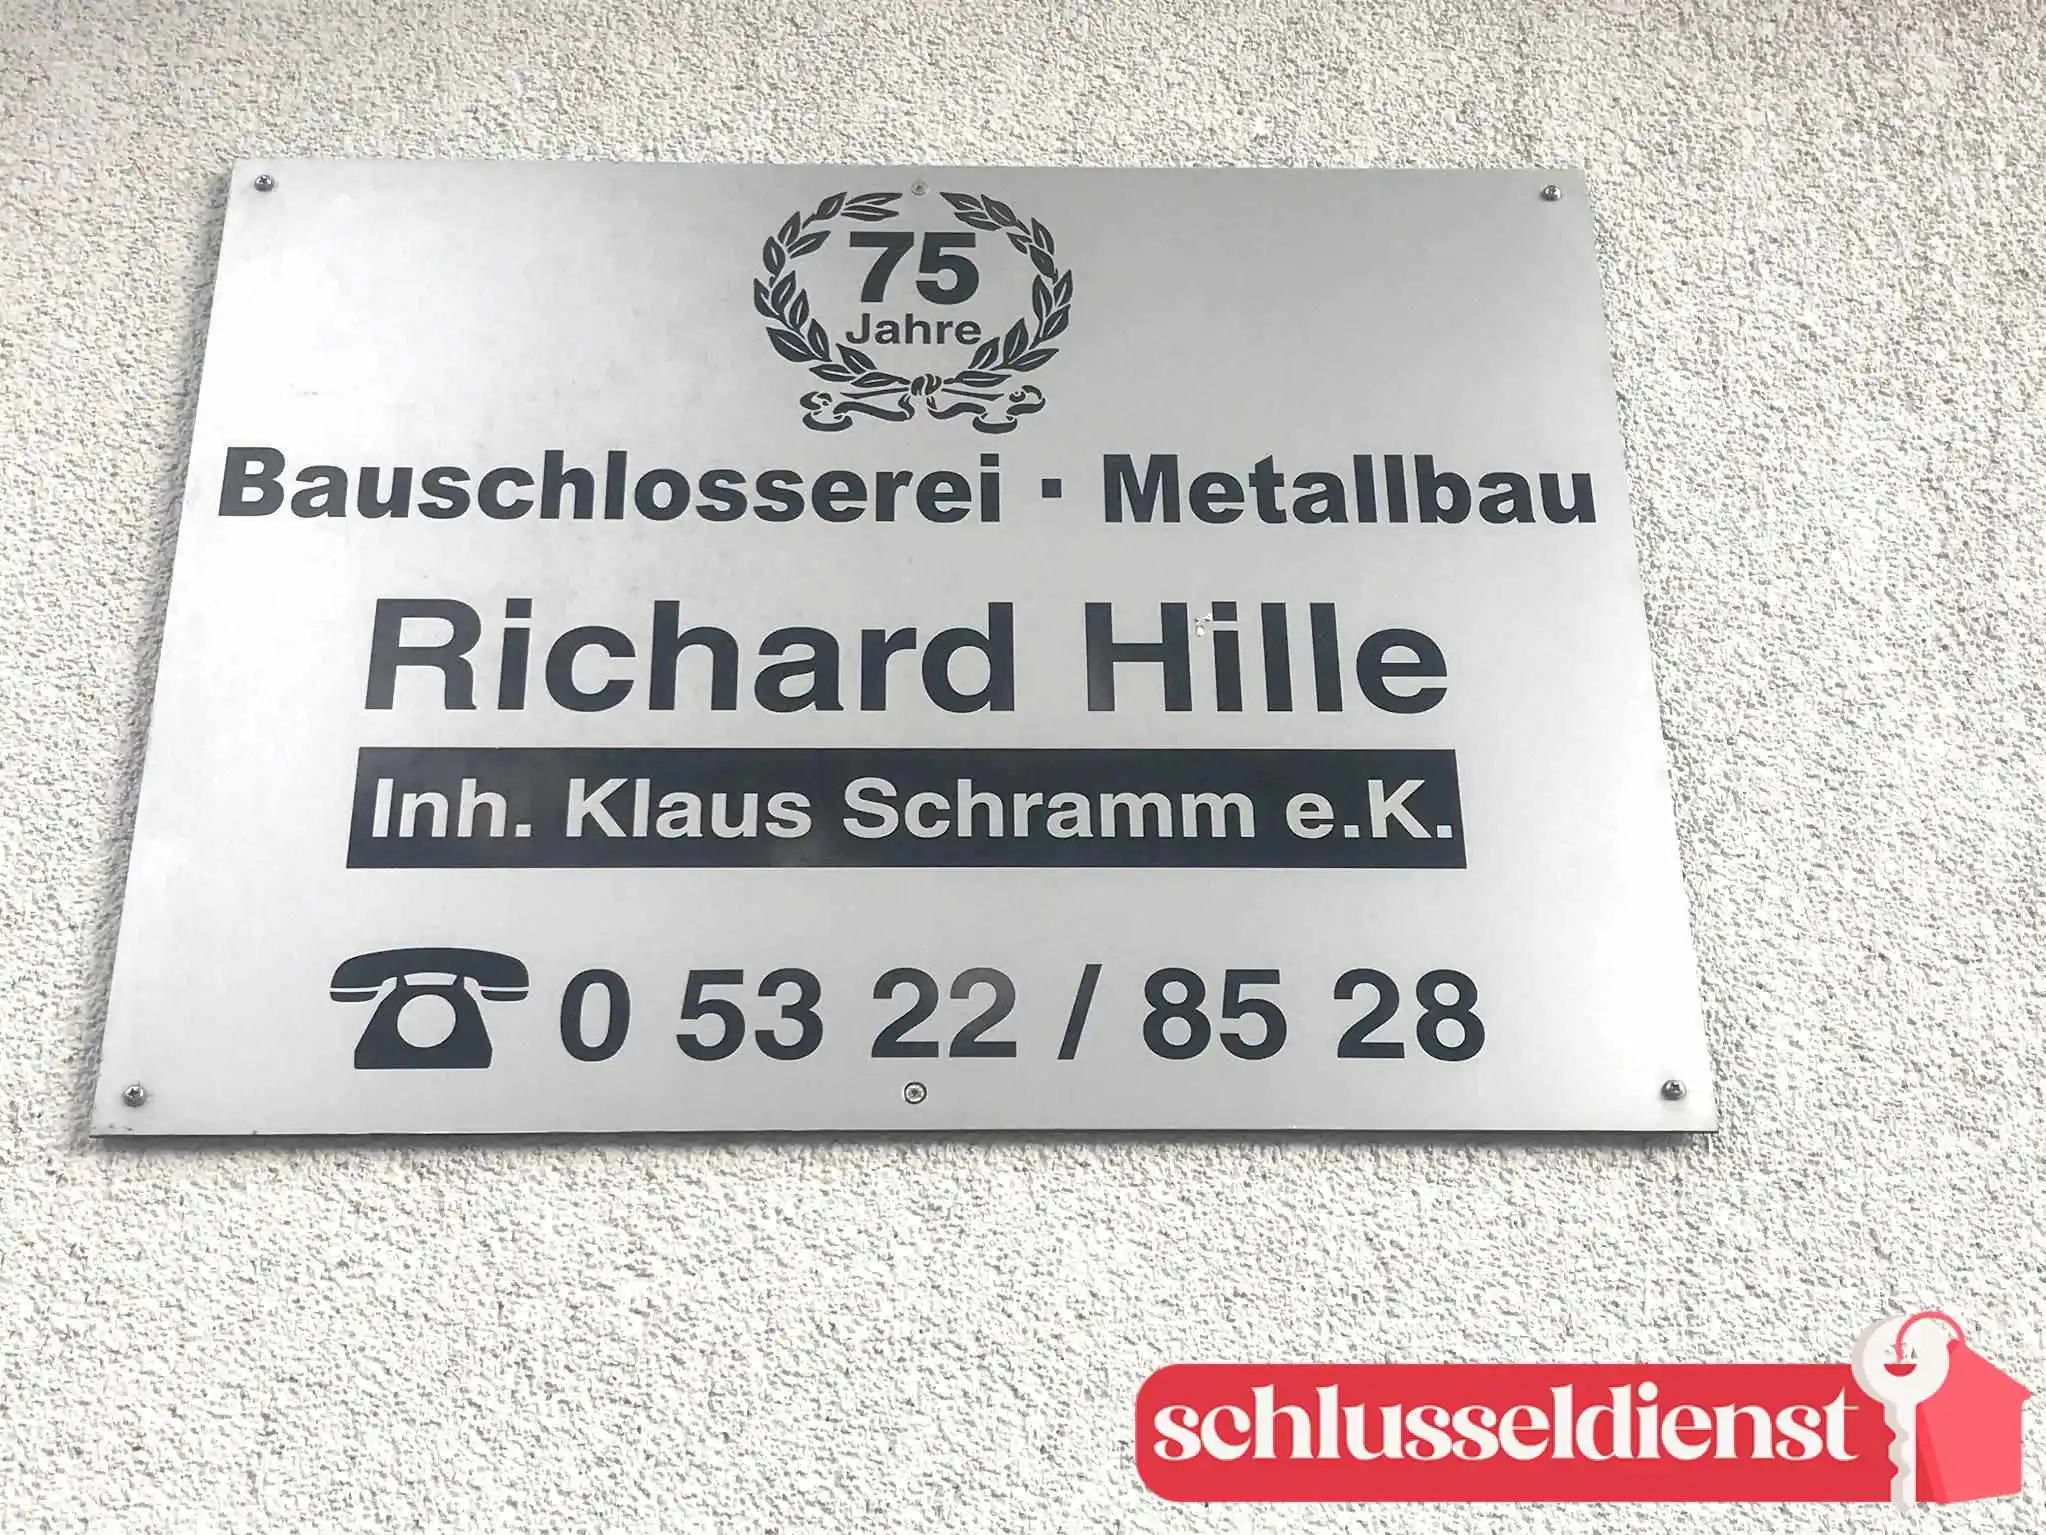 75
Jahre
Bauschlosserei · Metallbau
Richard Hille
Inh. Klaus Schramm e.K.
0 53 22 / 85 28
schlusseldienst